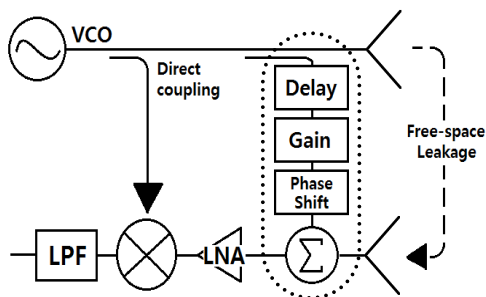 VCO
Direct
coupling
Delay
Gain
Phase
Shift
Free-space
Leakage
LPF
LNA
Σ